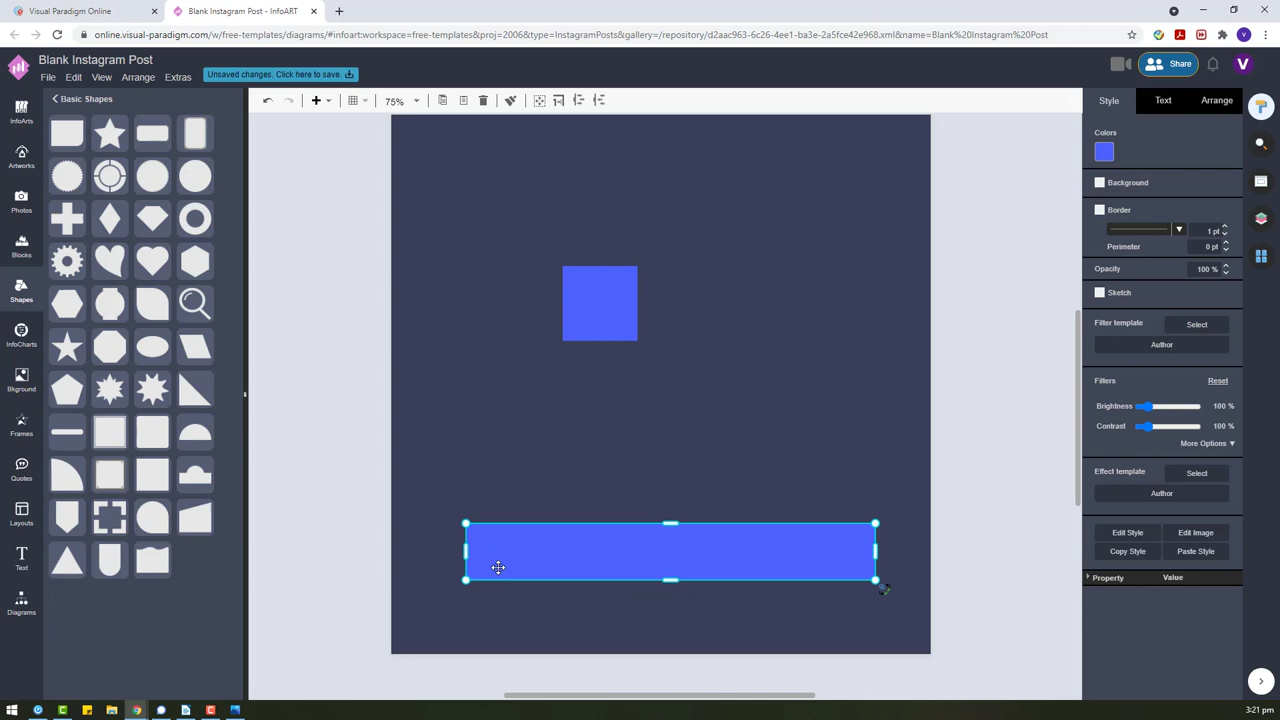 Visual Paradigm Online
Blank Instagram Post - InfoART
online.visual-paradigm.com/w/free-templates/diagrams/#infoart:workspace=free-templates&proj=2006&type=InstagramPosts&gallery=/repository/d2aac963-6c26-4ee1-ba3e-2a5fce42e968.xml&name=Blank%20Instagram%20Post
V
Blank Instagram Post
File Edit View Arrange Extras
Unsaved changes. Click here to save.
Share
V
Basic Shapes
75%
Style Text Arrange
InfoArts
Artworks
Photos
Blocks
Shapes
InfoCharts
Bkground
Frames
Quotes
Layouts
Text
Diagrams
Colors
Background
Border
1 pt
Perimeter 0 pt
Opacity 100 %
Sketch
Filter template Select
Author
Filters Reset
Brightness 100 %
Contrast 100 %
More Options ▼
Effect template Select
Author
Edit Style Edit Image
Copy Style Paste Style
Property Value
3:21 pm